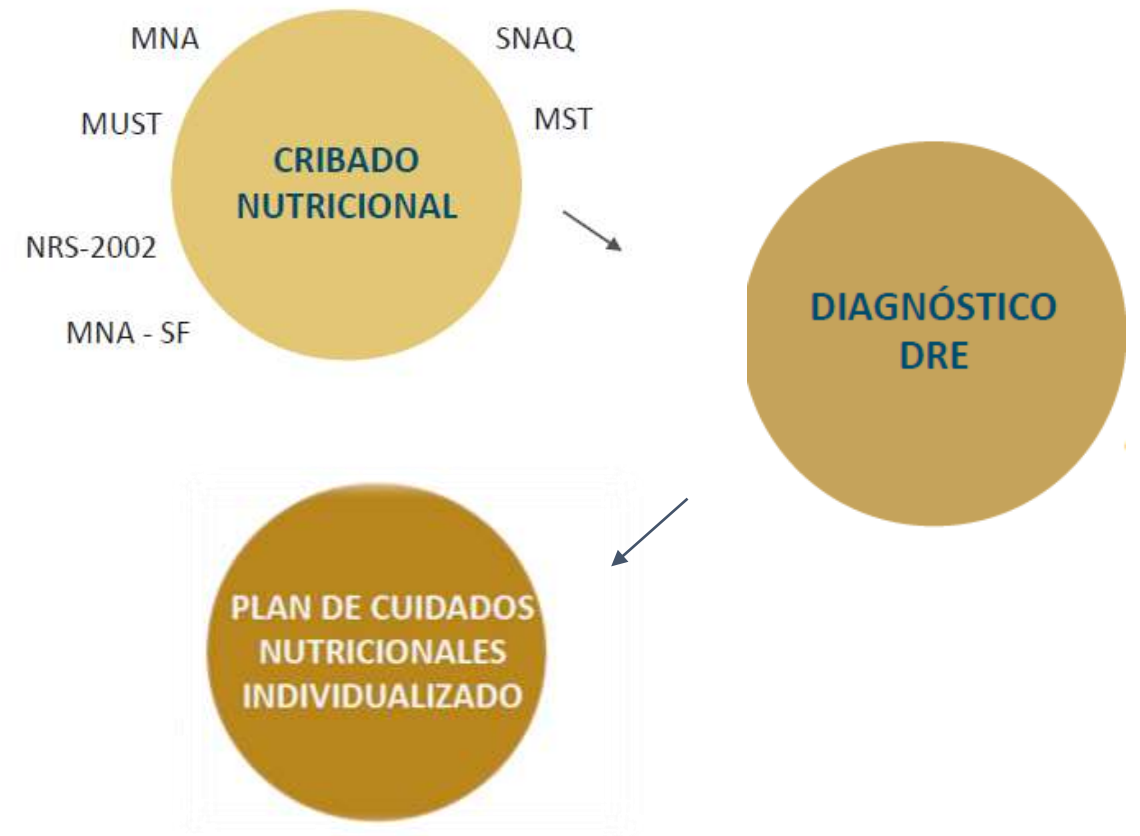 MNA
SNAQ
MUST
MST
CRIBADO
NUTRICIONAL
NRS-2002
MNA - SF
DIAGNÓSTICO
DRE
PLAN DE CUIDADOS
NUTRICIONALES
INDIVIDUALIZADO